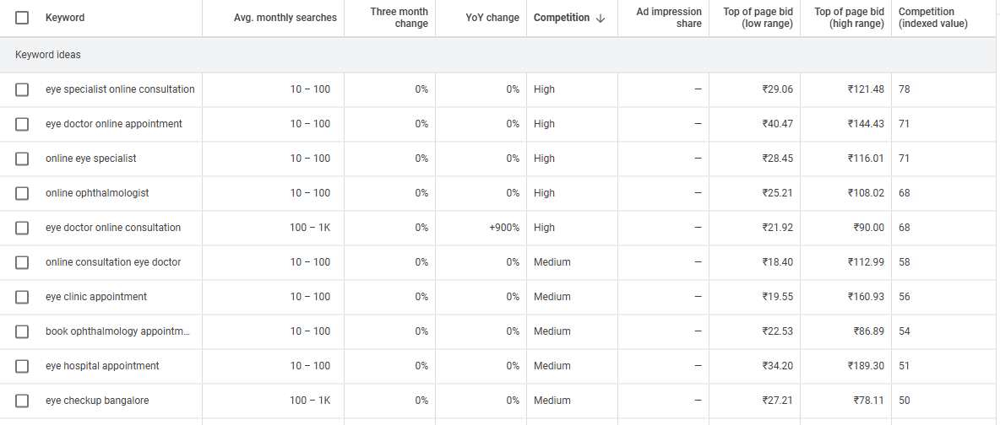 Keyword Avg. monthly searches Three month change YoY change Competition Ad impression share Top of page bid (low range) Top of page bid (high range) Competition (indexed value)
Keyword ideas
eye specialist online consultation 10 – 100 0% 0% High — ₹29.06 ₹121.48 78
eye doctor online appointment 10 – 100 0% 0% High — ₹40.47 ₹144.43 71
online eye specialist 10 – 100 0% 0% High — ₹28.45 ₹116.01 71
online ophthalmologist 10 – 100 0% 0% High — ₹25.21 ₹108.02 68
eye doctor online consultation 100 – 1K 0% +900% High — ₹21.92 ₹90.00 68
online consultation eye doctor 10 – 100 0% 0% Medium — ₹18.40 ₹112.99 58
eye clinic appointment 10 – 100 0% 0% Medium — ₹19.55 ₹160.93 56
book ophthalmology appointm... 10 – 100 0% 0% Medium — ₹22.53 ₹86.89 54
eye hospital appointment 10 – 100 0% 0% Medium — ₹34.20 ₹189.30 51
eye checkup bangalore 100 – 1K 0% 0% Medium — ₹27.21 ₹78.11 50